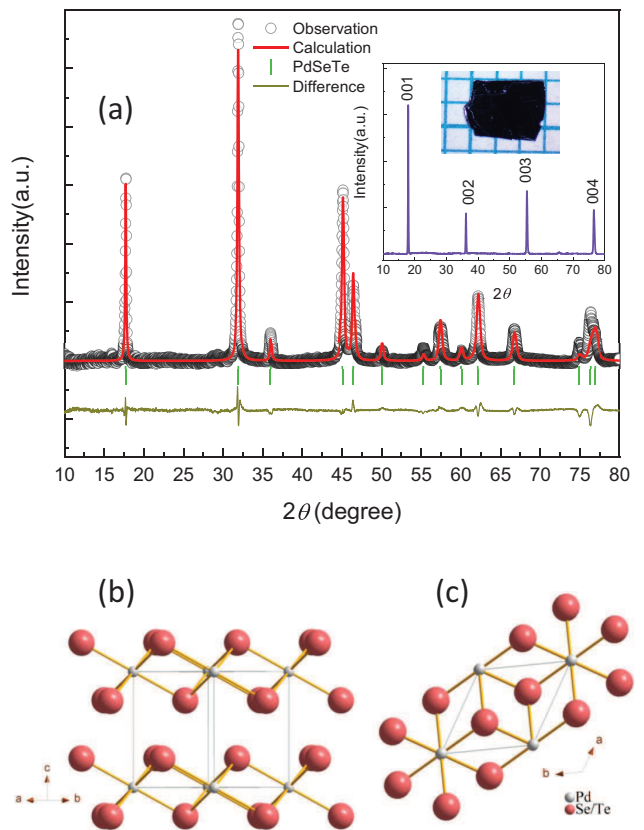 Observation
Calculation
PdSeTe
Difference
(a)
Intensity(a.u.)
10 15 20 25 30 35 40 45 50 55 60 65 70 75 80
2θ (degree)
Intensity(a.u.)
001
002
003
004
10 20 30 40 50 60 70 80
2θ
(b)
(c)
c
a
b
a
b
Pd
Se/Te